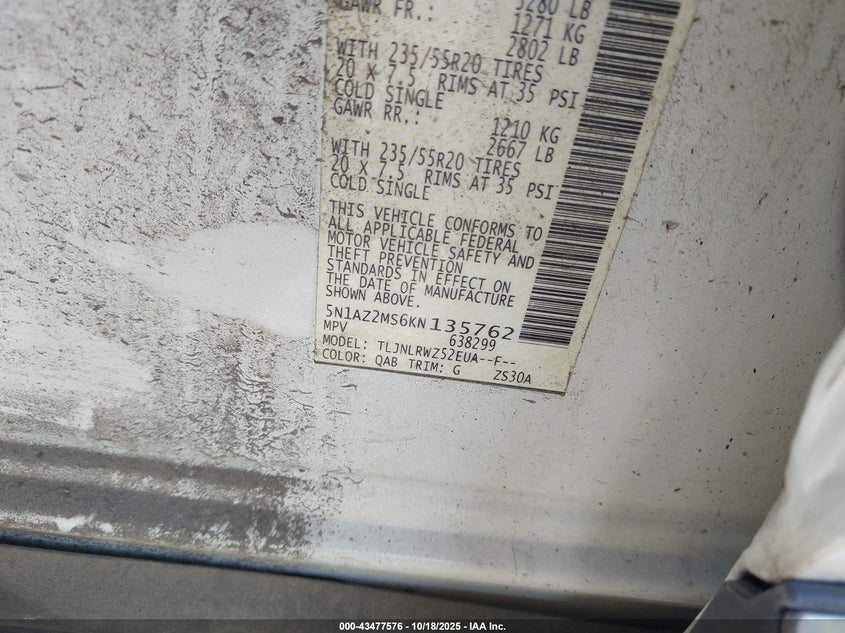 5280 LB
GAWR FR.: 1271 KG
2802 LB
WITH 235/55R20 TIRES
20 X 7.5 RIMS AT 35 PSI
COLD SINGLE
GAWR RR.: 1210 KG
2667 LB
WITH 235/55R20 TIRES
20 X 7.5 RIMS AT 35 PSI
COLD SINGLE
THIS VEHICLE CONFORMS TO
ALL APPLICABLE FEDERAL
MOTOR VEHICLE SAFETY AND
THEFT PREVENTION
STANDARDS IN EFFECT ON
THE DATE OF MANUFACTURE
SHOWN ABOVE.
5N1AZ2MS6KN135762
MPV 638299
MODEL: TLJNLRWZ52EUA--F--
COLOR: QAB TRIM: G ZS30A
000-43477576 - 10/18/2025 - IAA Inc.